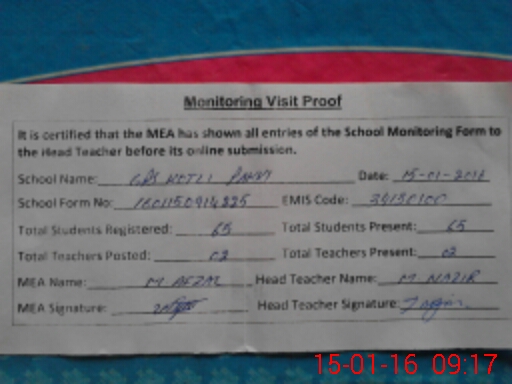 Monitoring Visit Proof
It is certified that the MEA has shown all entries of the School Monitoring Form to
the Head Teacher before its online submission.
School Name: GPS KOTLI Date: 15-01-2016
School Form No: EMIS Code:
Total Students Registered: 65 Total Students Present: 65
Total Teachers Posted: 02 Total Teachers Present: 02
MEA Name: M AFZAL Head Teacher Name: M NAZIR
MEA Signature: Head Teacher Signature:
15-01-16 09:17